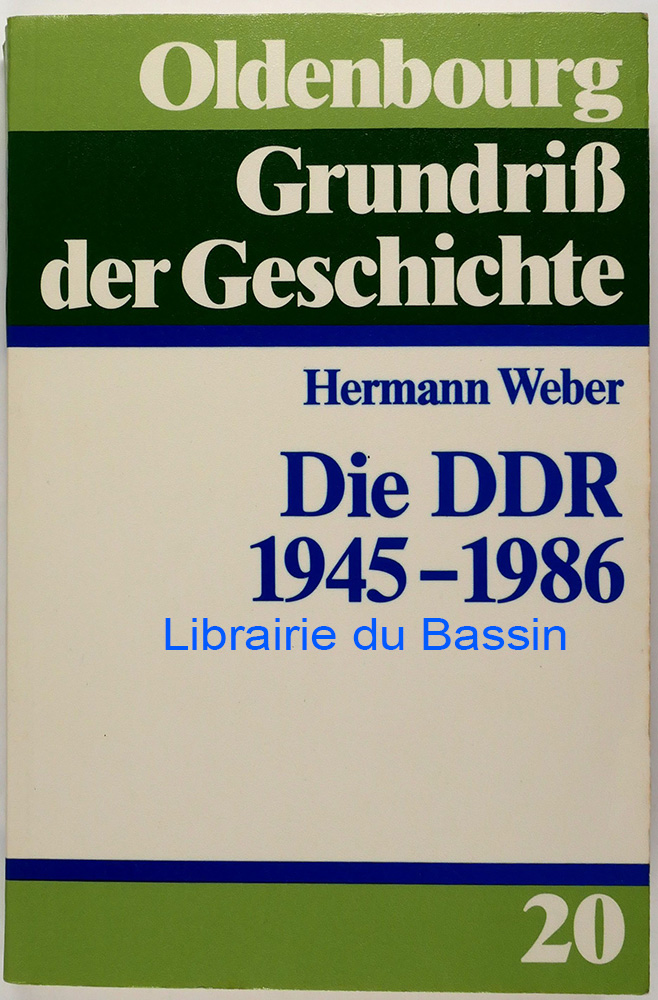 Oldenbourg
Grundriß
der Geschichte
Hermann Weber
Die DDR
1945–1986
Librairie du Bassin
20